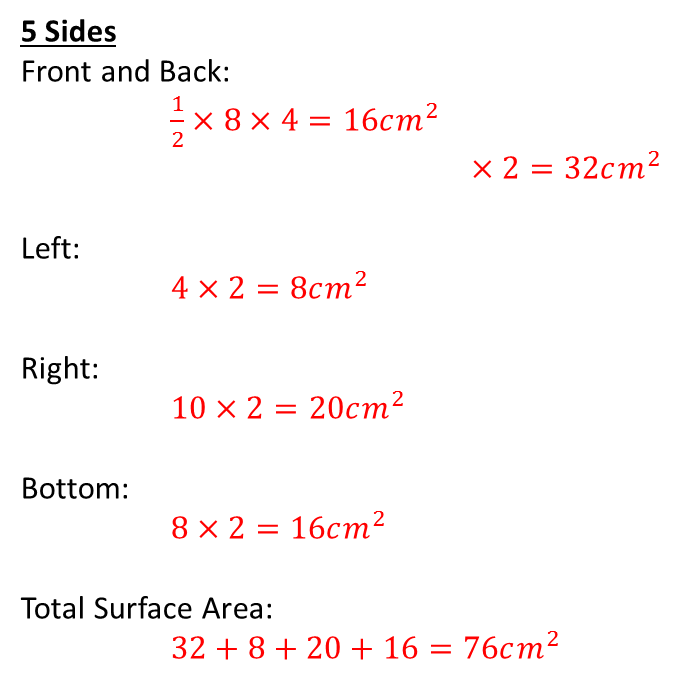 5 Sides
Front and Back:
1/2 × 8 × 4 = 16cm²
× 2 = 32cm²
Left:
4 × 2 = 8cm²
Right:
10 × 2 = 20cm²
Bottom:
8 × 2 = 16cm²
Total Surface Area:
32 + 8 + 20 + 16 = 76cm²